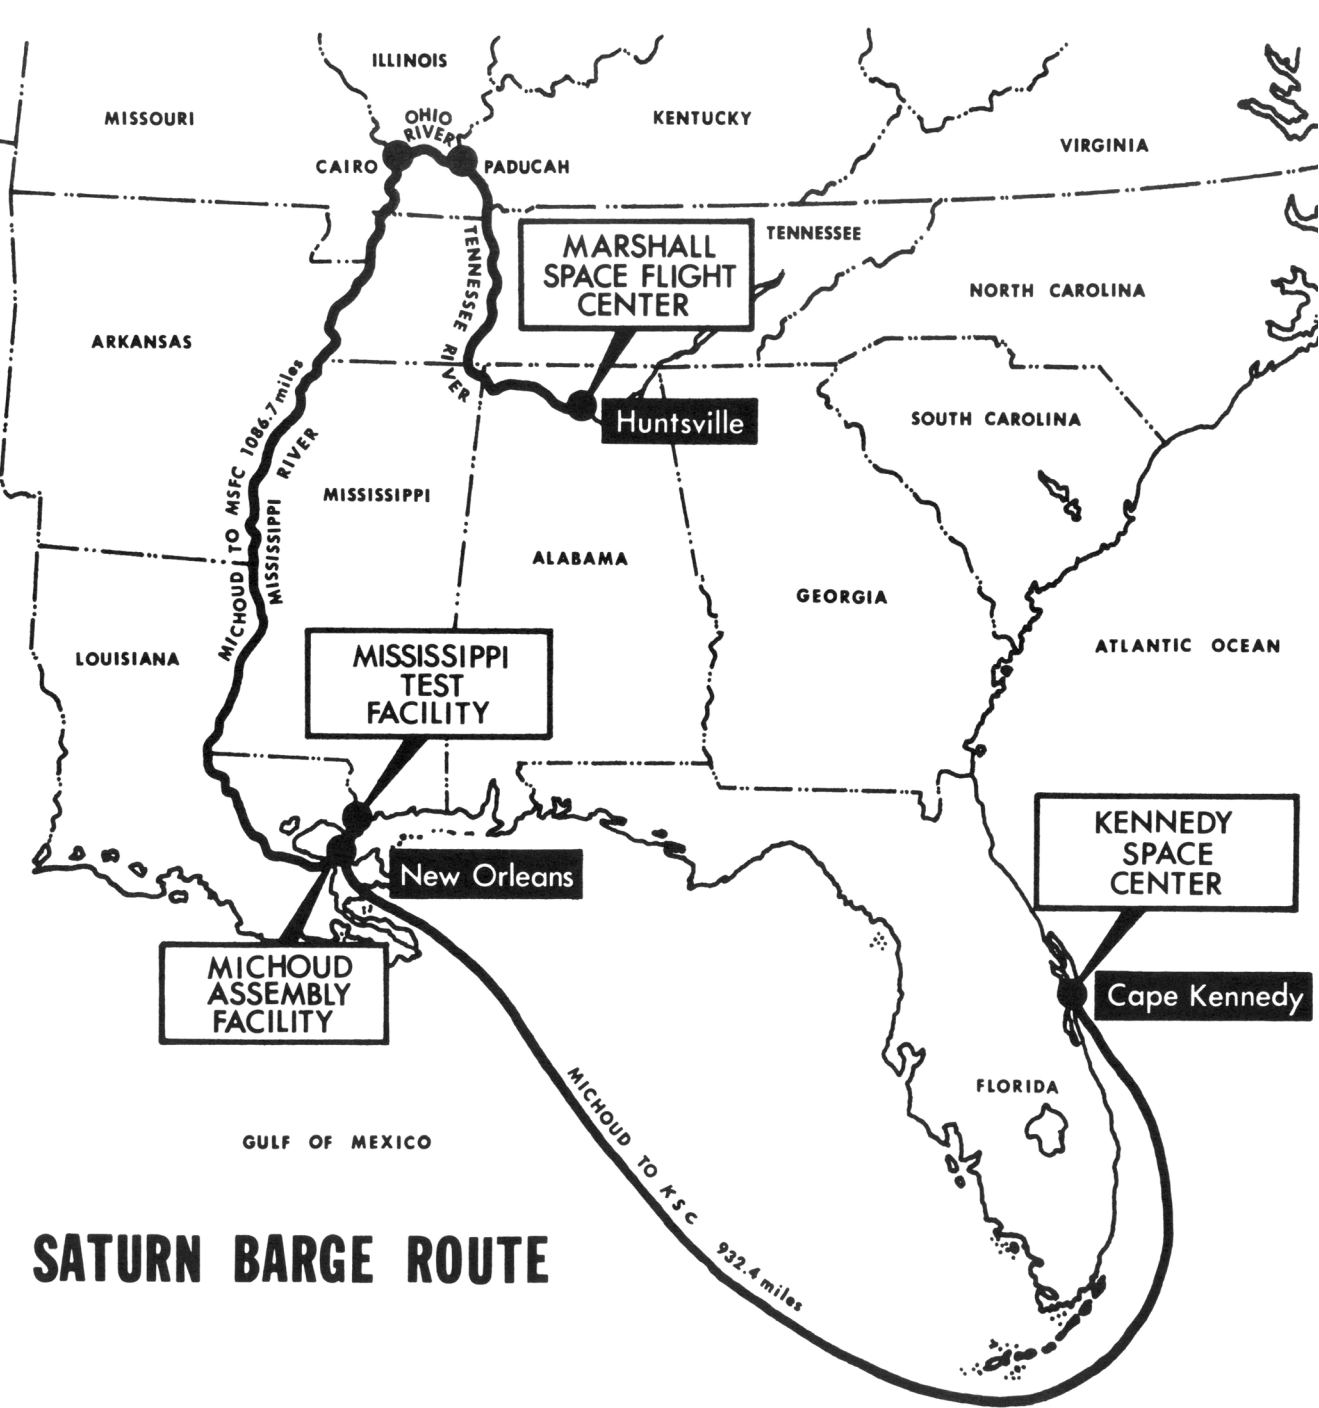 ILLINOIS
MISSOURI
OHIO
RIVER
KENTUCKY
VIRGINIA
CAIRO
PADUCAH
TENNESSEE RIVER
MARSHALL
SPACE FLIGHT
CENTER
TENNESSEE
NORTH CAROLINA
ARKANSAS
Huntsville
SOUTH CAROLINA
MICHOUD TO MSFC 1086.7 miles
MISSISSIPPI RIVER
MISSISSIPPI
ALABAMA
GEORGIA
ATLANTIC OCEAN
LOUISIANA
MISSISSIPPI
TEST
FACILITY
KENNEDY
SPACE
CENTER
New Orleans
MICHOUD
ASSEMBLY
FACILITY
Cape Kennedy
FLORIDA
MICHOUD TO KSC 932.4 miles
GULF OF MEXICO
SATURN BARGE ROUTE